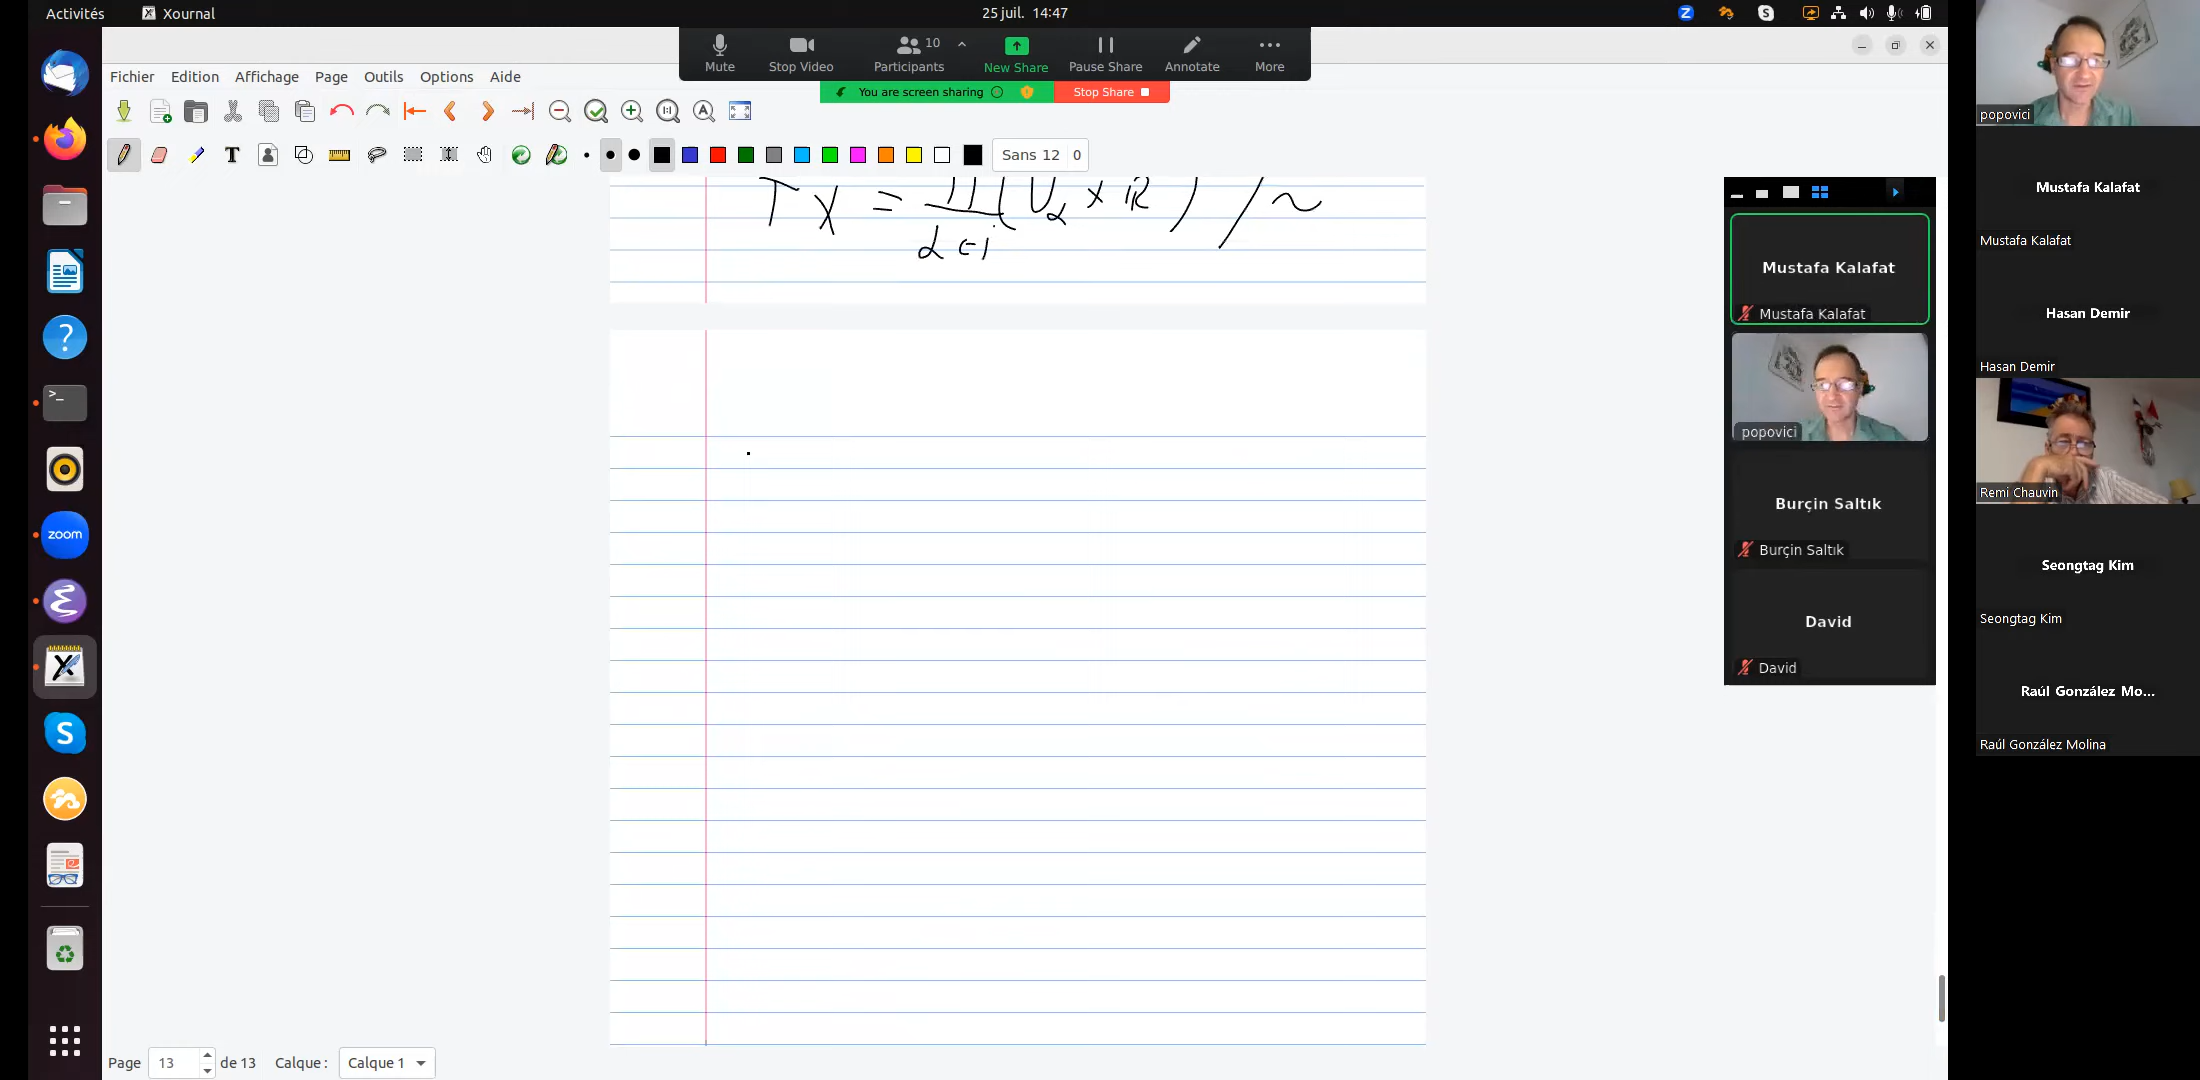 Activités Xournal 25 juil. 14:47
popovici
Mute Stop Video Participants 10 New Share Pause Share Annotate More
You are screen sharing Stop Share
Fichier Edition Affichage Page Outils Options Aide
Sans 12 0
T X = ∐ ( U_α × ℝ ) / ~
α ∈ i
Mustafa Kalafat
Mustafa Kalafat
popovici
Burçin Saltık
Burçin Saltık
David
David
Mustafa Kalafat
Mustafa Kalafat
Hasan Demir
Hasan Demir
Remi Chauvin
Seongtag Kim
Seongtag Kim
Raúl González Mo...
Raúl González Molina
zoom
Page 13 de 13 Calque : Calque 1